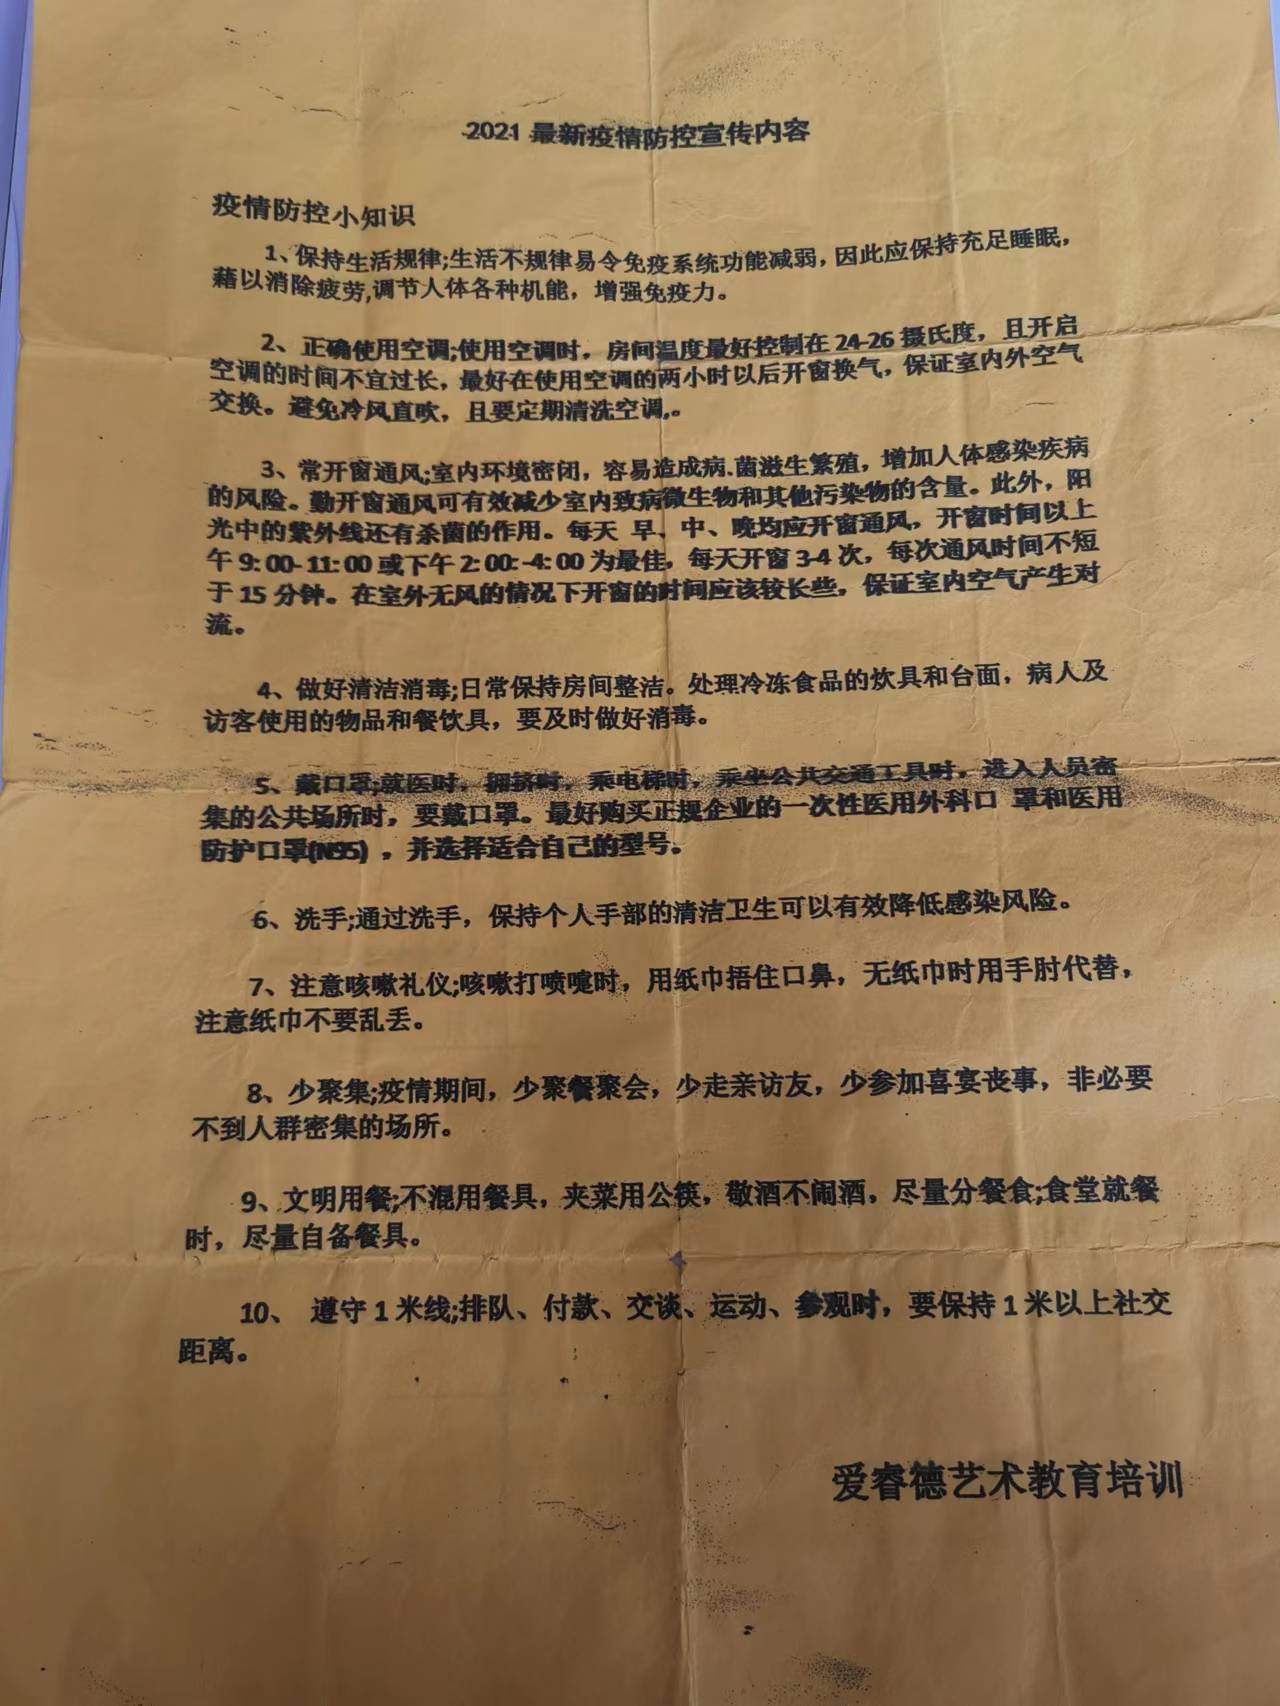 2021 最新疫情防控宣传内容
疫情防控小知识
1、保持生活规律;生活不规律易令免疫系统功能减弱，因此应保持充足睡眠，
藉以消除疲劳,调节人体各种机能，增强免疫力。
2、正确使用空调;使用空调时，房间温度最好控制在 24-26 摄氏度，且开启
空调的时间不宜过长，最好在使用空调的两小时以后开窗换气，保证室内外空气
交换。避免冷风直吹，且要定期清洗空调,。
3、常开窗通风;室内环境密闭，容易造成病.菌滋生繁殖，增加人体感染疾病
的风险。勤开窗通风可有效减少室内致病微生物和其他污染物的含量。此外，阳
光中的紫外线还有杀菌的作用。每天 早、中、晚均应开窗通风，开窗时间以上
午 9: 00- 11: 00 或下午 2: 00: -4: 00 为最佳，每天开窗 3-4 次，每次通风时间不短
于 15 分钟。在室外无风的情况下开窗的时间应该较长些，保证室内空气产生对
流。
4、做好清洁消毒;日常保持房间整洁。处理冷冻食品的炊具和台面，病人及
访客使用的物品和餐饮具，要及时做好消毒。
5、戴口罩;就医时，拥挤时，乘电梯时，乘坐公共交通工具时，进入人员密
集的公共场所时，要戴口罩。最好购买正规企业的一次性医用外科口 罩和医用
防护口罩(N95) ，并选择适合自己的型号。
6、洗手;通过洗手，保持个人手部的清洁卫生可以有效降低感染风险。
7、注意咳嗽礼仪;咳嗽打喷嚏时，用纸巾捂住口鼻，无纸巾时用手肘代替，
注意纸巾不要乱丢。
8、少聚集;疫情期间，少聚餐聚会，少走亲访友，少参加喜宴丧事，非必要
不到人群密集的场所。
9、文明用餐;不混用餐具，夹菜用公筷，敬酒不闹酒，尽量分餐食;食堂就餐
时，尽量自备餐具。
10、 遵守 1 米线;排队、付款、交谈、运动、参观时，要保持 1 米以上社交
距离。
爱睿德艺术教育培训